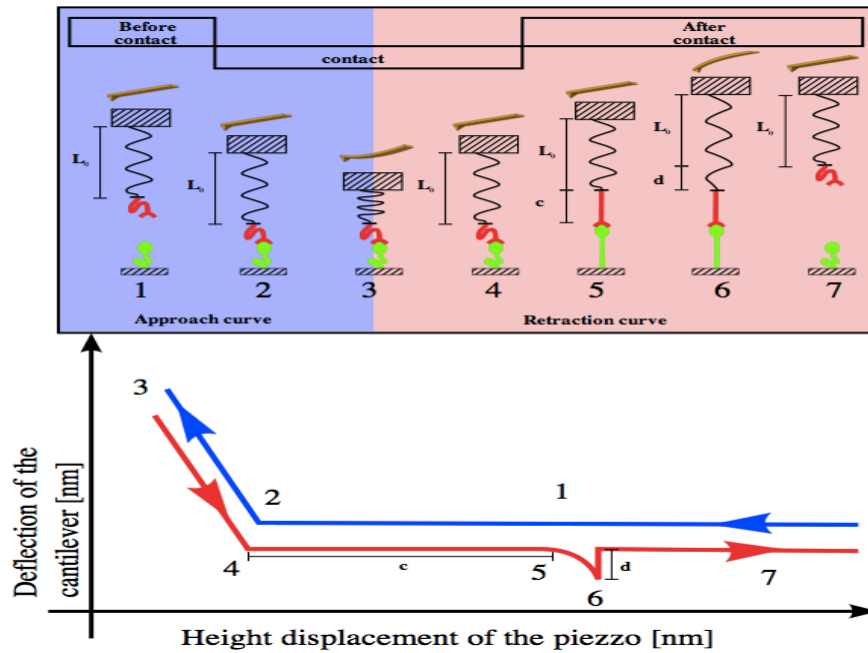 Before
contact
contact
After
contact
L₀
L₀
L₀
L₀
c
L₀
d
L₀
1
2
3
4
5
6
7
Approach curve
Retraction curve
Deflection of the
cantilever [nm]
3
2
1
4
c
5
6
d
7
Height displacement of the piezzo [nm]